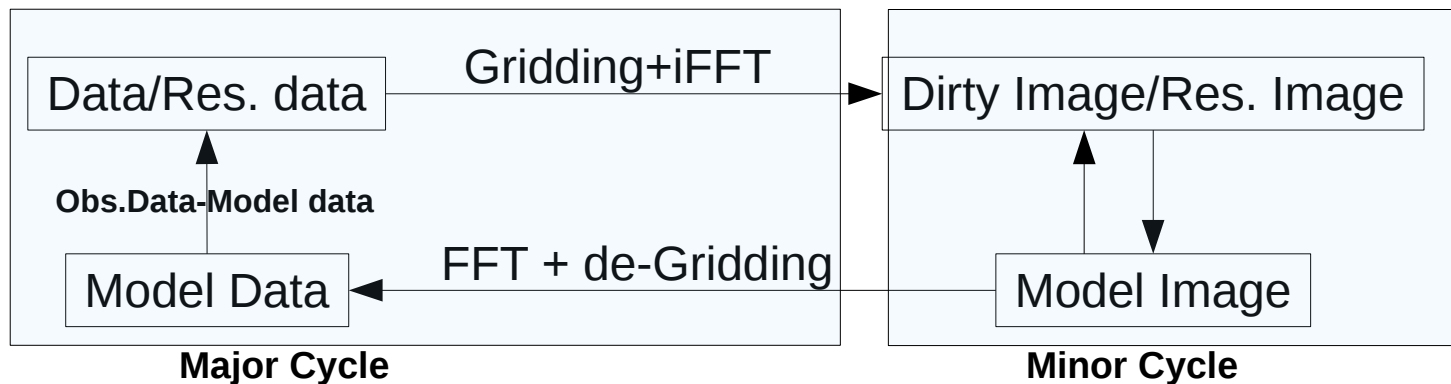 Gridding+iFFT
Data/Res. data
Dirty Image/Res. Image
Obs.Data-Model data
FFT + de-Gridding
Model Data
Model Image
Major Cycle
Minor Cycle